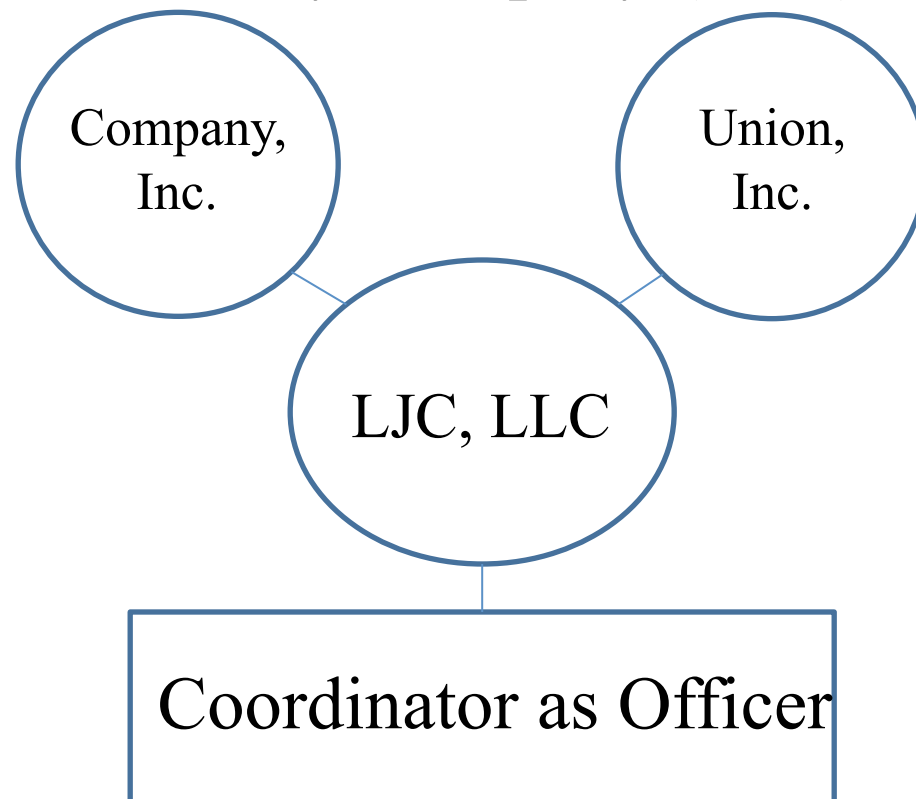 Company,
Inc.
Union,
Inc.
LJC, LLC
Coordinator as Officer